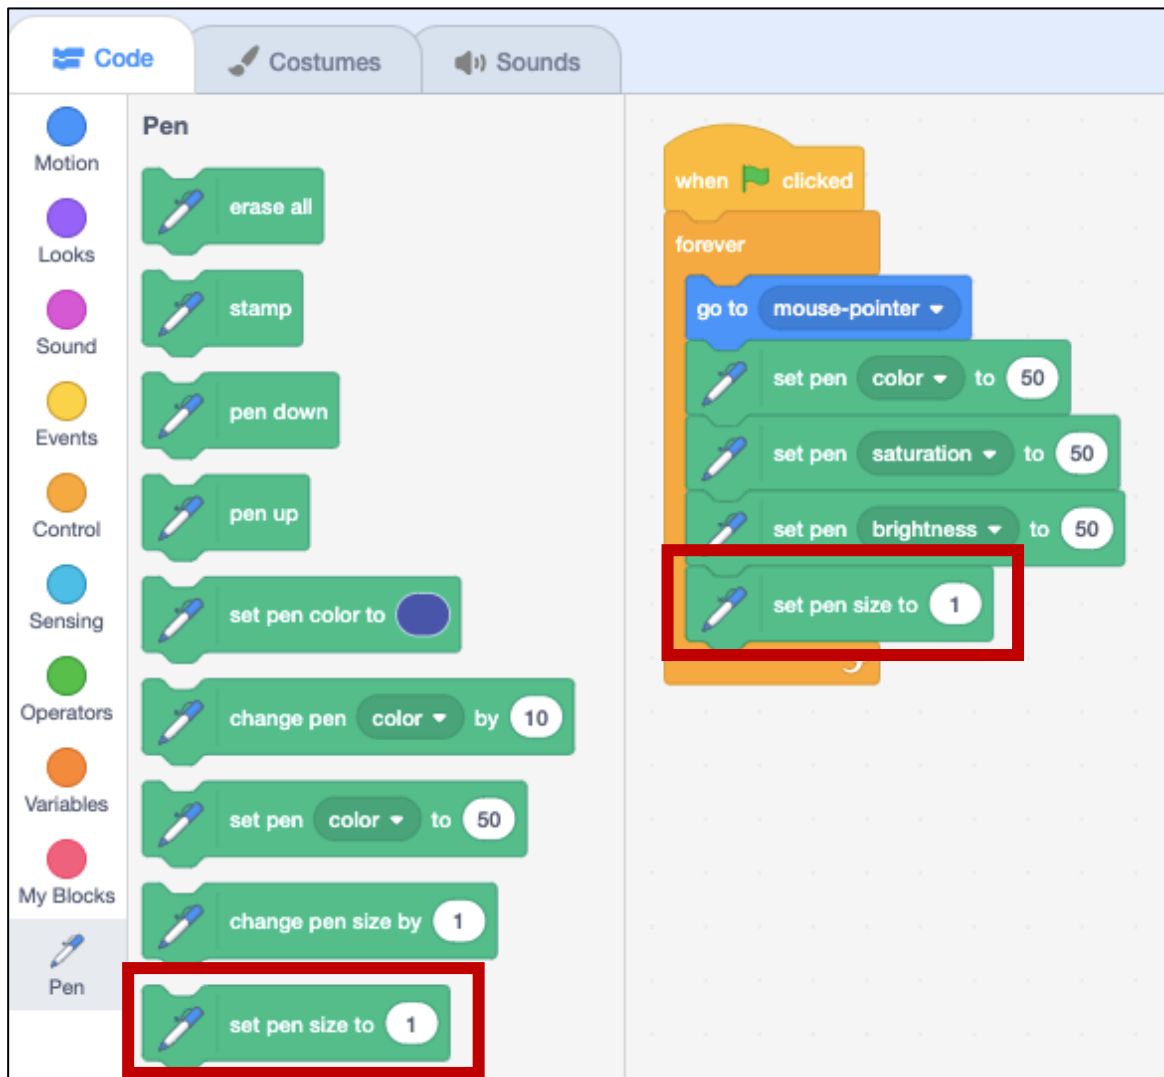 Code Costumes Sounds
Motion
Looks
Sound
Events
Control
Sensing
Operators
Variables
My Blocks
Pen
Pen
erase all
stamp
pen down
pen up
set pen color to
change pen color by 10
set pen color to 50
change pen size by 1
set pen size to 1
when clicked
forever
go to mouse-pointer
set pen color to 50
set pen saturation to 50
set pen brightness to 50
set pen size to 1